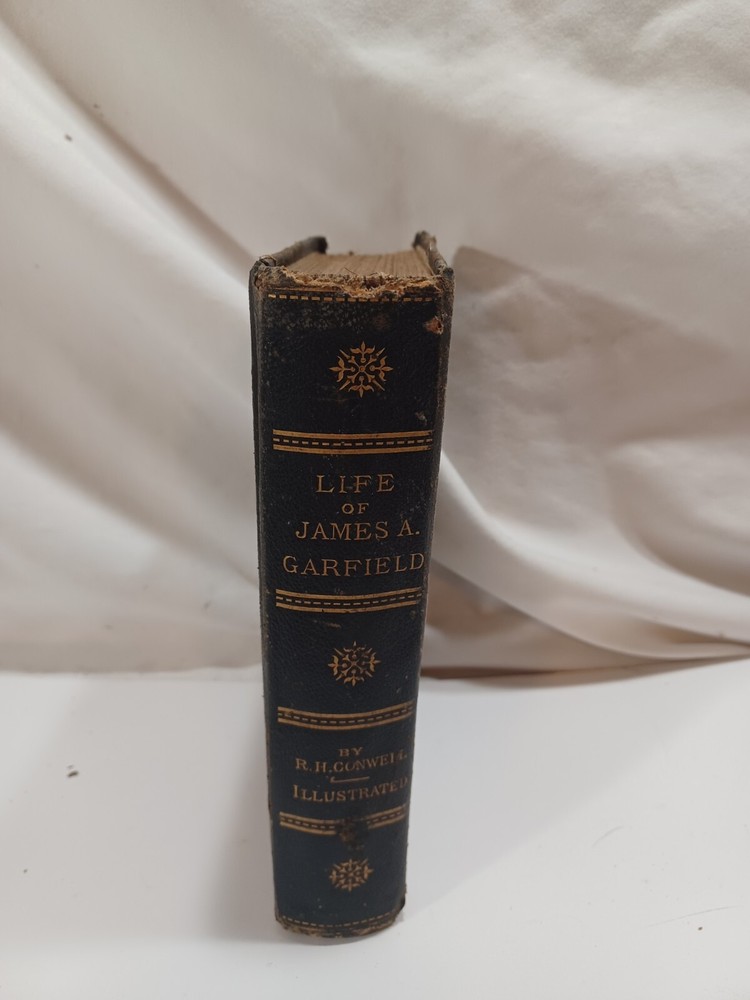 LIFE
OF
JAMES A.
GARFIELD
BY
R.H.CONWELL
ILLUSTRATED